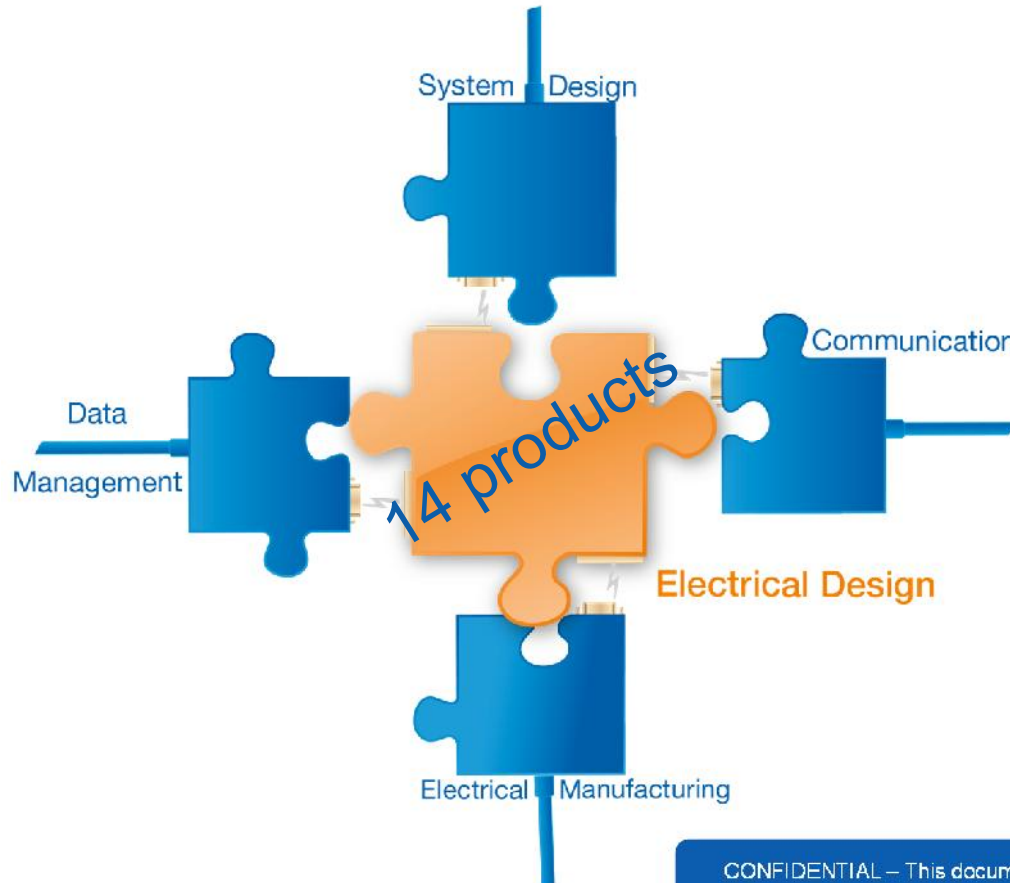 System Design
Communication
Data
Management
14 products
Electrical Design
Electrical Manufacturing
CONFIDENTIAL – This docum